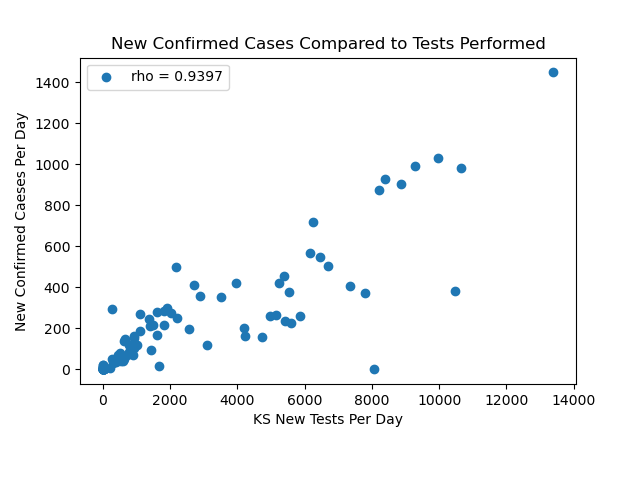 New Confirmed Cases Compared to Tests Performed
rho = 0.9397
New Confirmed Caeses Per Day
1400
1200
1000
800
600
400
200
0
0 2000 4000 6000 8000 10000 12000 14000
KS New Tests Per Day